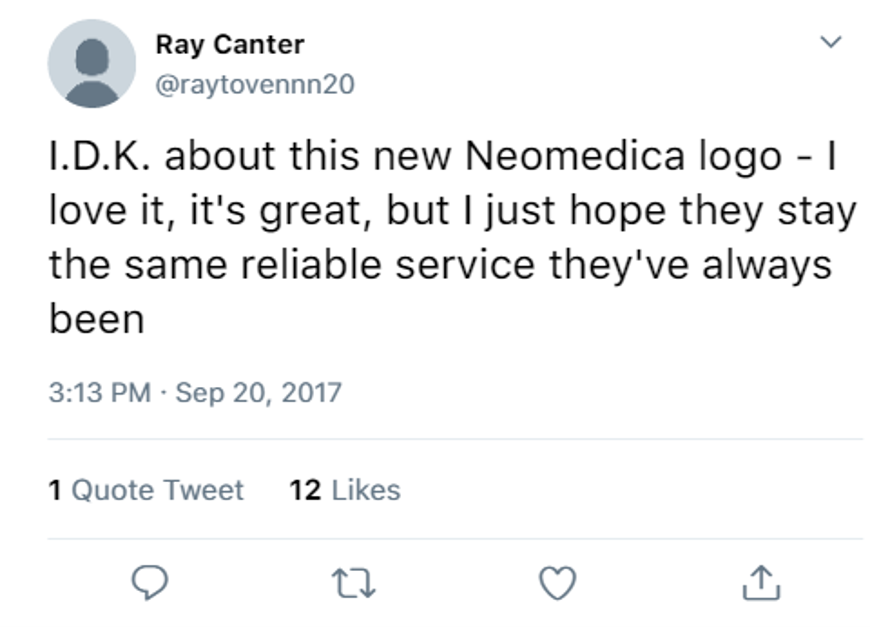 Ray Canter
@raytovennn20
I.D.K. about this new Neomedica logo - I
love it, it's great, but I just hope they stay
the same reliable service they've always
been
3:13 PM · Sep 20, 2017
1 Quote Tweet 12 Likes